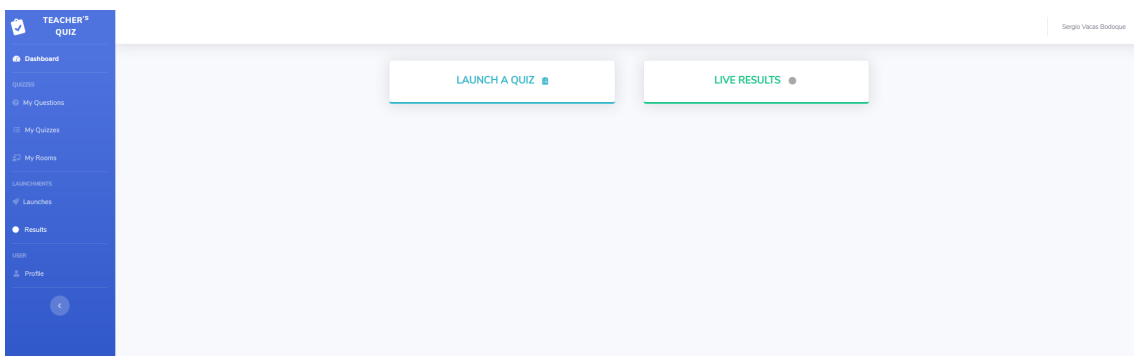 TEACHER'S
QUIZ
Sergio Vacas Bodoque
Dashboard
QUIZZES
My Questions
My Quizzes
My Rooms
LAUNCHMENTS
Launches
Results
USER
Profile
LAUNCH A QUIZ
LIVE RESULTS